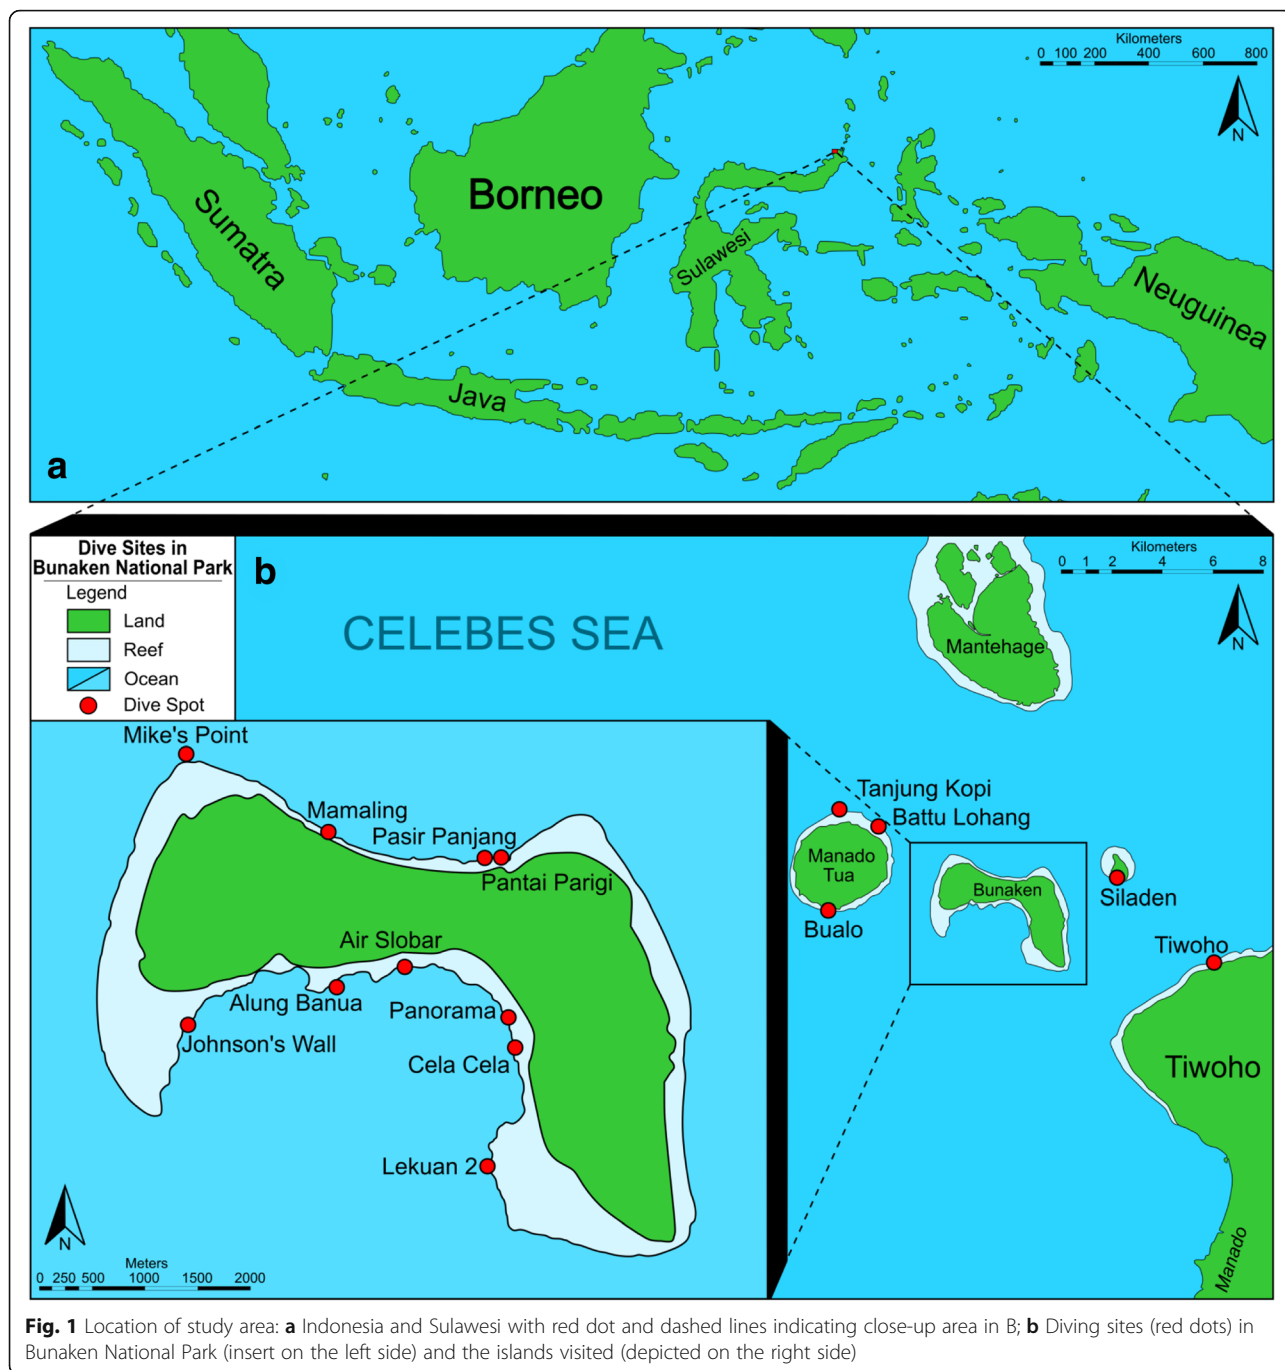 Kilometers
0 100 200 400 600 800
N
Borneo
Sumatra
Sulawesi
Neuguinea
Java
a
Dive Sites in
Bunaken National Park
Legend
Land
Reef
Ocean
Dive Spot
b
CELEBES SEA
Kilometers
0 1 2 4 6 8
N
Mantehage
Mike's Point
Mamaling
Pasir Panjang
Pantai Parigi
Air Slobar
Alung Banua
Panorama
Johnson's Wall
Cela Cela
Lekuan 2
N
Meters
0 250 500 1000 1500 2000
Tanjung Kopi
Battu Lohang
Manado
Tua
Bunaken
Siladen
Bualo
Tiwoho
Tiwoho
Manado
Fig. 1 Location of study area: a Indonesia and Sulawesi with red dot and dashed lines indicating close-up area in B; b Diving sites (red dots) in
Bunaken National Park (insert on the left side) and the islands visited (depicted on the right side)